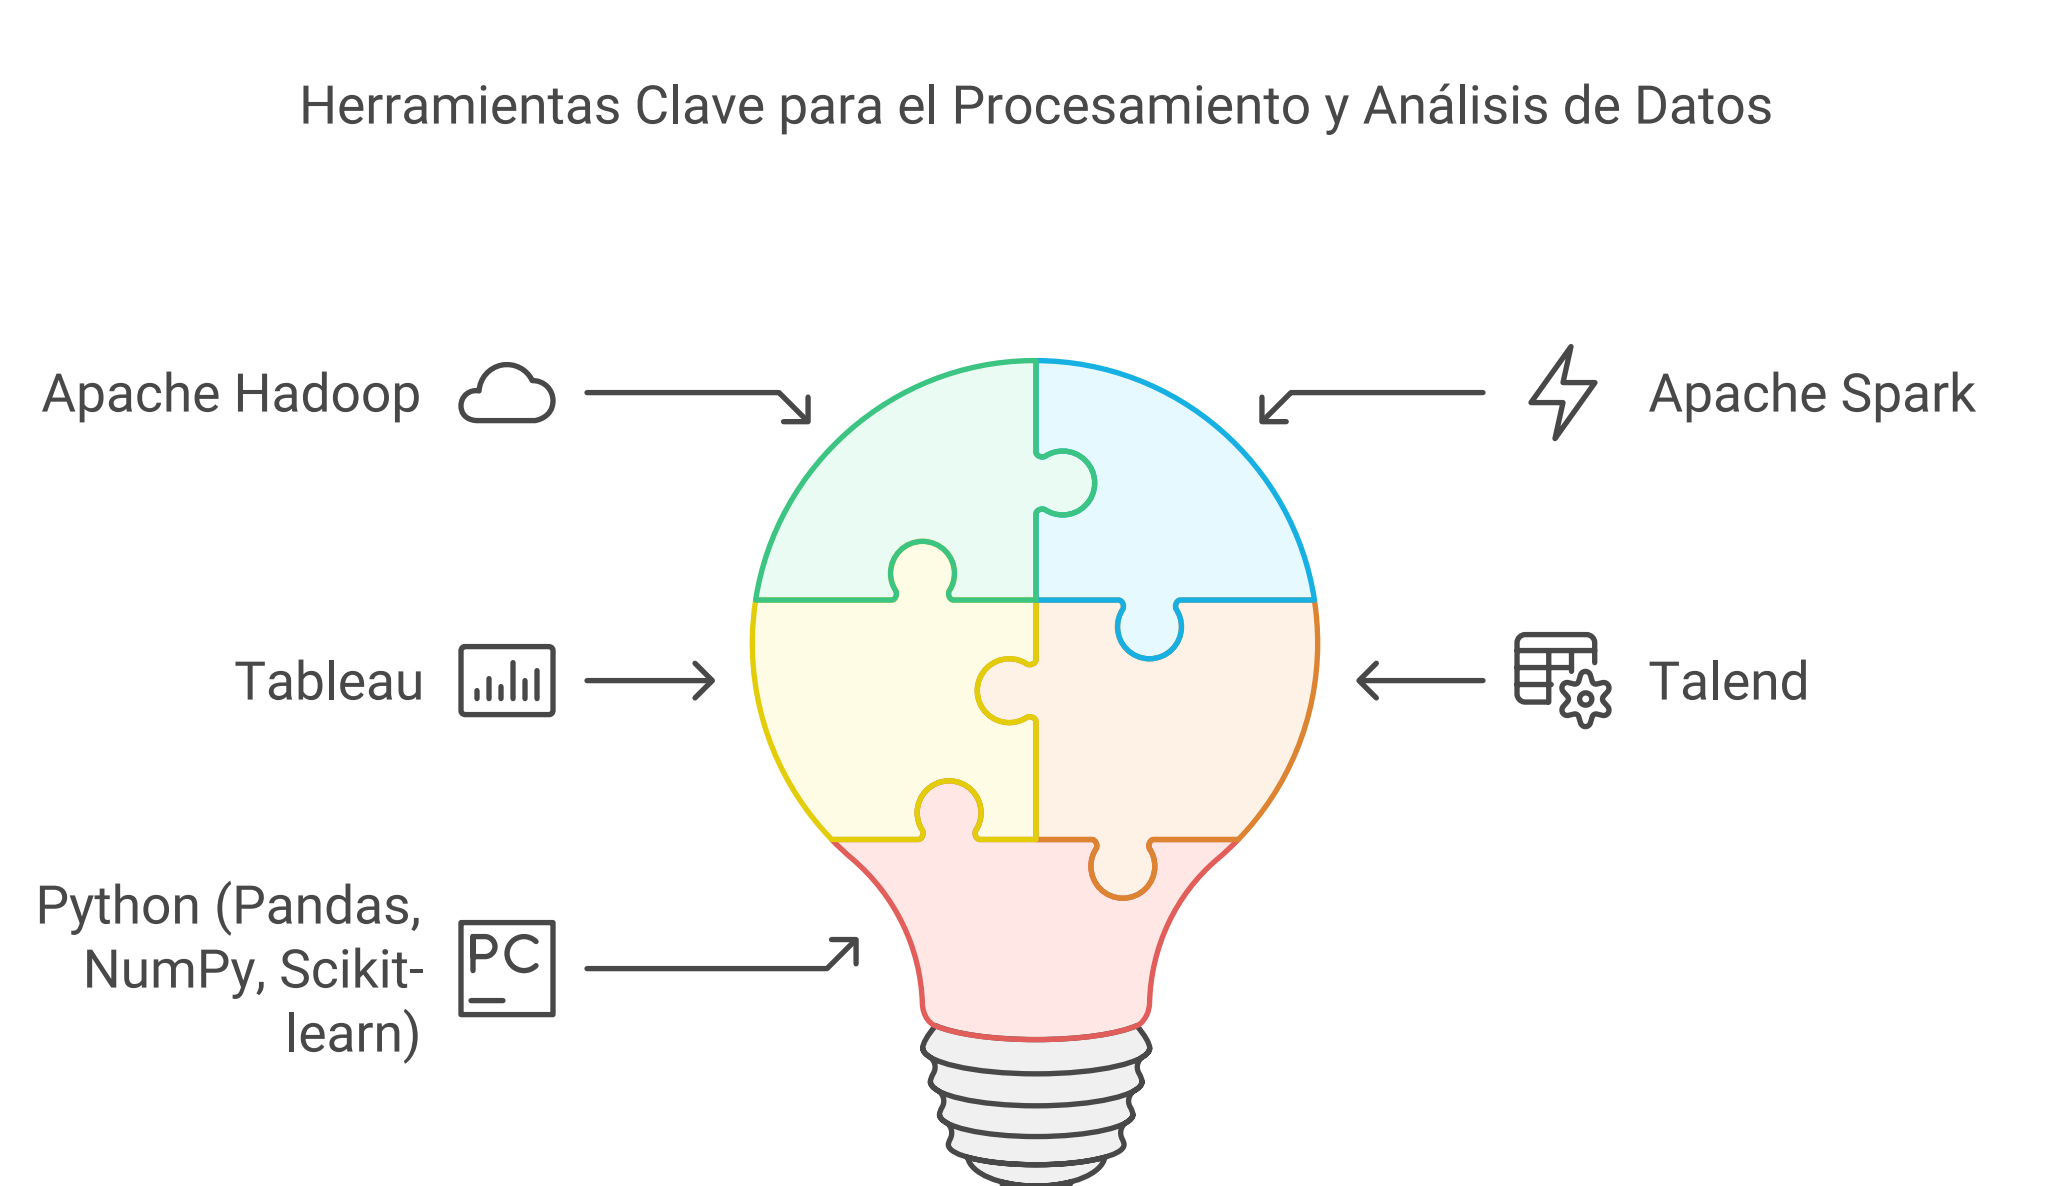 Herramientas Clave para el Procesamiento y Análisis de Datos
Apache Hadoop
Apache Spark
Tableau
Talend
Python (Pandas,
NumPy, Scikit-
learn)
PC